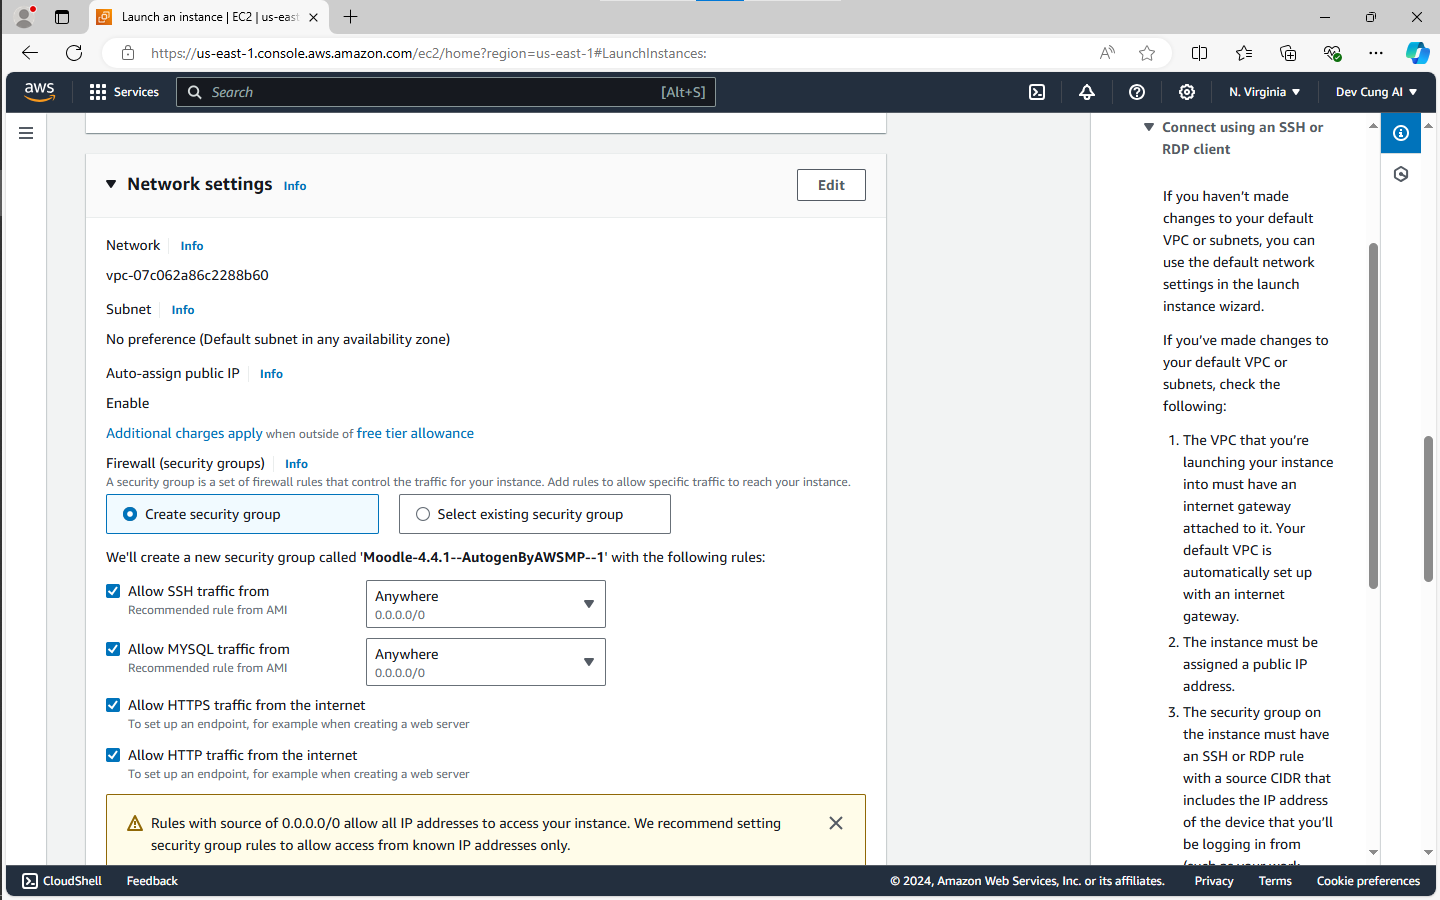 Launch an instance | EC2 | us-east
https://us-east-1.console.aws.amazon.com/ec2/home?region=us-east-1#LaunchInstances:
aws
Services
Search
[Alt+S]
N. Virginia
Dev Cung AI
Network settings
Info
Edit
Network
Info
vpc-07c062a86c2288b60
Subnet
Info
No preference (Default subnet in any availability zone)
Auto-assign public IP
Info
Enable
Additional charges apply when outside of free tier allowance
Firewall (security groups)
Info
A security group is a set of firewall rules that control the traffic for your instance. Add rules to allow specific traffic to reach your instance.
Create security group
Select existing security group
We'll create a new security group called 'Moodle-4.4.1--AutogenByAWSMP--1' with the following rules:
Allow SSH traffic from
Recommended rule from AMI
Anywhere
0.0.0.0/0
Allow MYSQL traffic from
Recommended rule from AMI
Anywhere
0.0.0.0/0
Allow HTTPS traffic from the internet
To set up an endpoint, for example when creating a web server
Allow HTTP traffic from the internet
To set up an endpoint, for example when creating a web server
Rules with source of 0.0.0.0/0 allow all IP addresses to access your instance. We recommend setting
security group rules to allow access from known IP addresses only.
Connect using an SSH or
RDP client
If you haven't made
changes to your default
VPC or subnets, you can
use the default network
settings in the launch
instance wizard.
If you've made changes to
your default VPC or
subnets, check the
following:
1. The VPC that you're
launching your instance
into must have an
internet gateway
attached to it. Your
default VPC is
automatically set up
with an internet
gateway.
2. The instance must be
assigned a public IP
address.
3. The security group on
the instance must have
an SSH or RDP rule
with a source CIDR that
includes the IP address
of the device that you'll
be logging in from
(such as your work
CloudShell
Feedback
© 2024, Amazon Web Services, Inc. or its affiliates.
Privacy
Terms
Cookie preferences